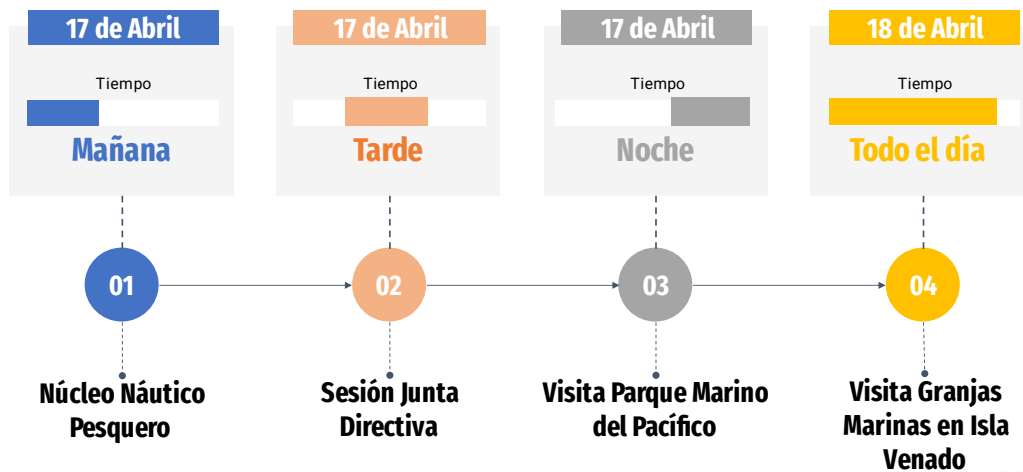 17 de Abril
Tiempo
Mañana
01
Núcleo Náutico
Pesquero
17 de Abril
Tiempo
Tarde
02
Sesión Junta
Directiva
17 de Abril
Tiempo
Noche
03
Visita Parque Marino
del Pacífico
18 de Abril
Tiempo
Todo el día
04
Visita Granjas
Marinas en Isla
Venado